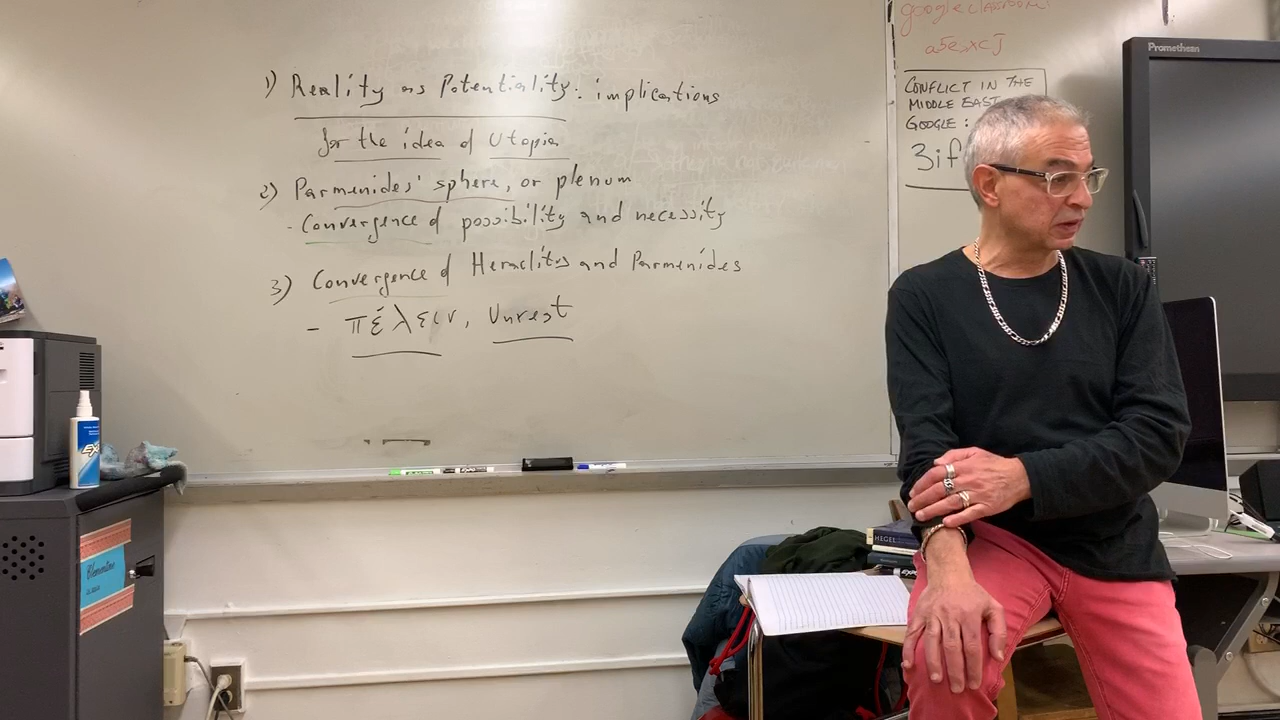 1) Reality as Potentiality: implications
for the idea of Utopia
2) Parmenides' sphere, or plenum
- Convergence of possibility and necessity
3) Convergence of Heraclitus and Parmenides
- πέλειν, Unrest
google classroom
CONFLICT IN THE
MIDDLE EAST
GOOGLE:
3if
Promethean
HEGEL